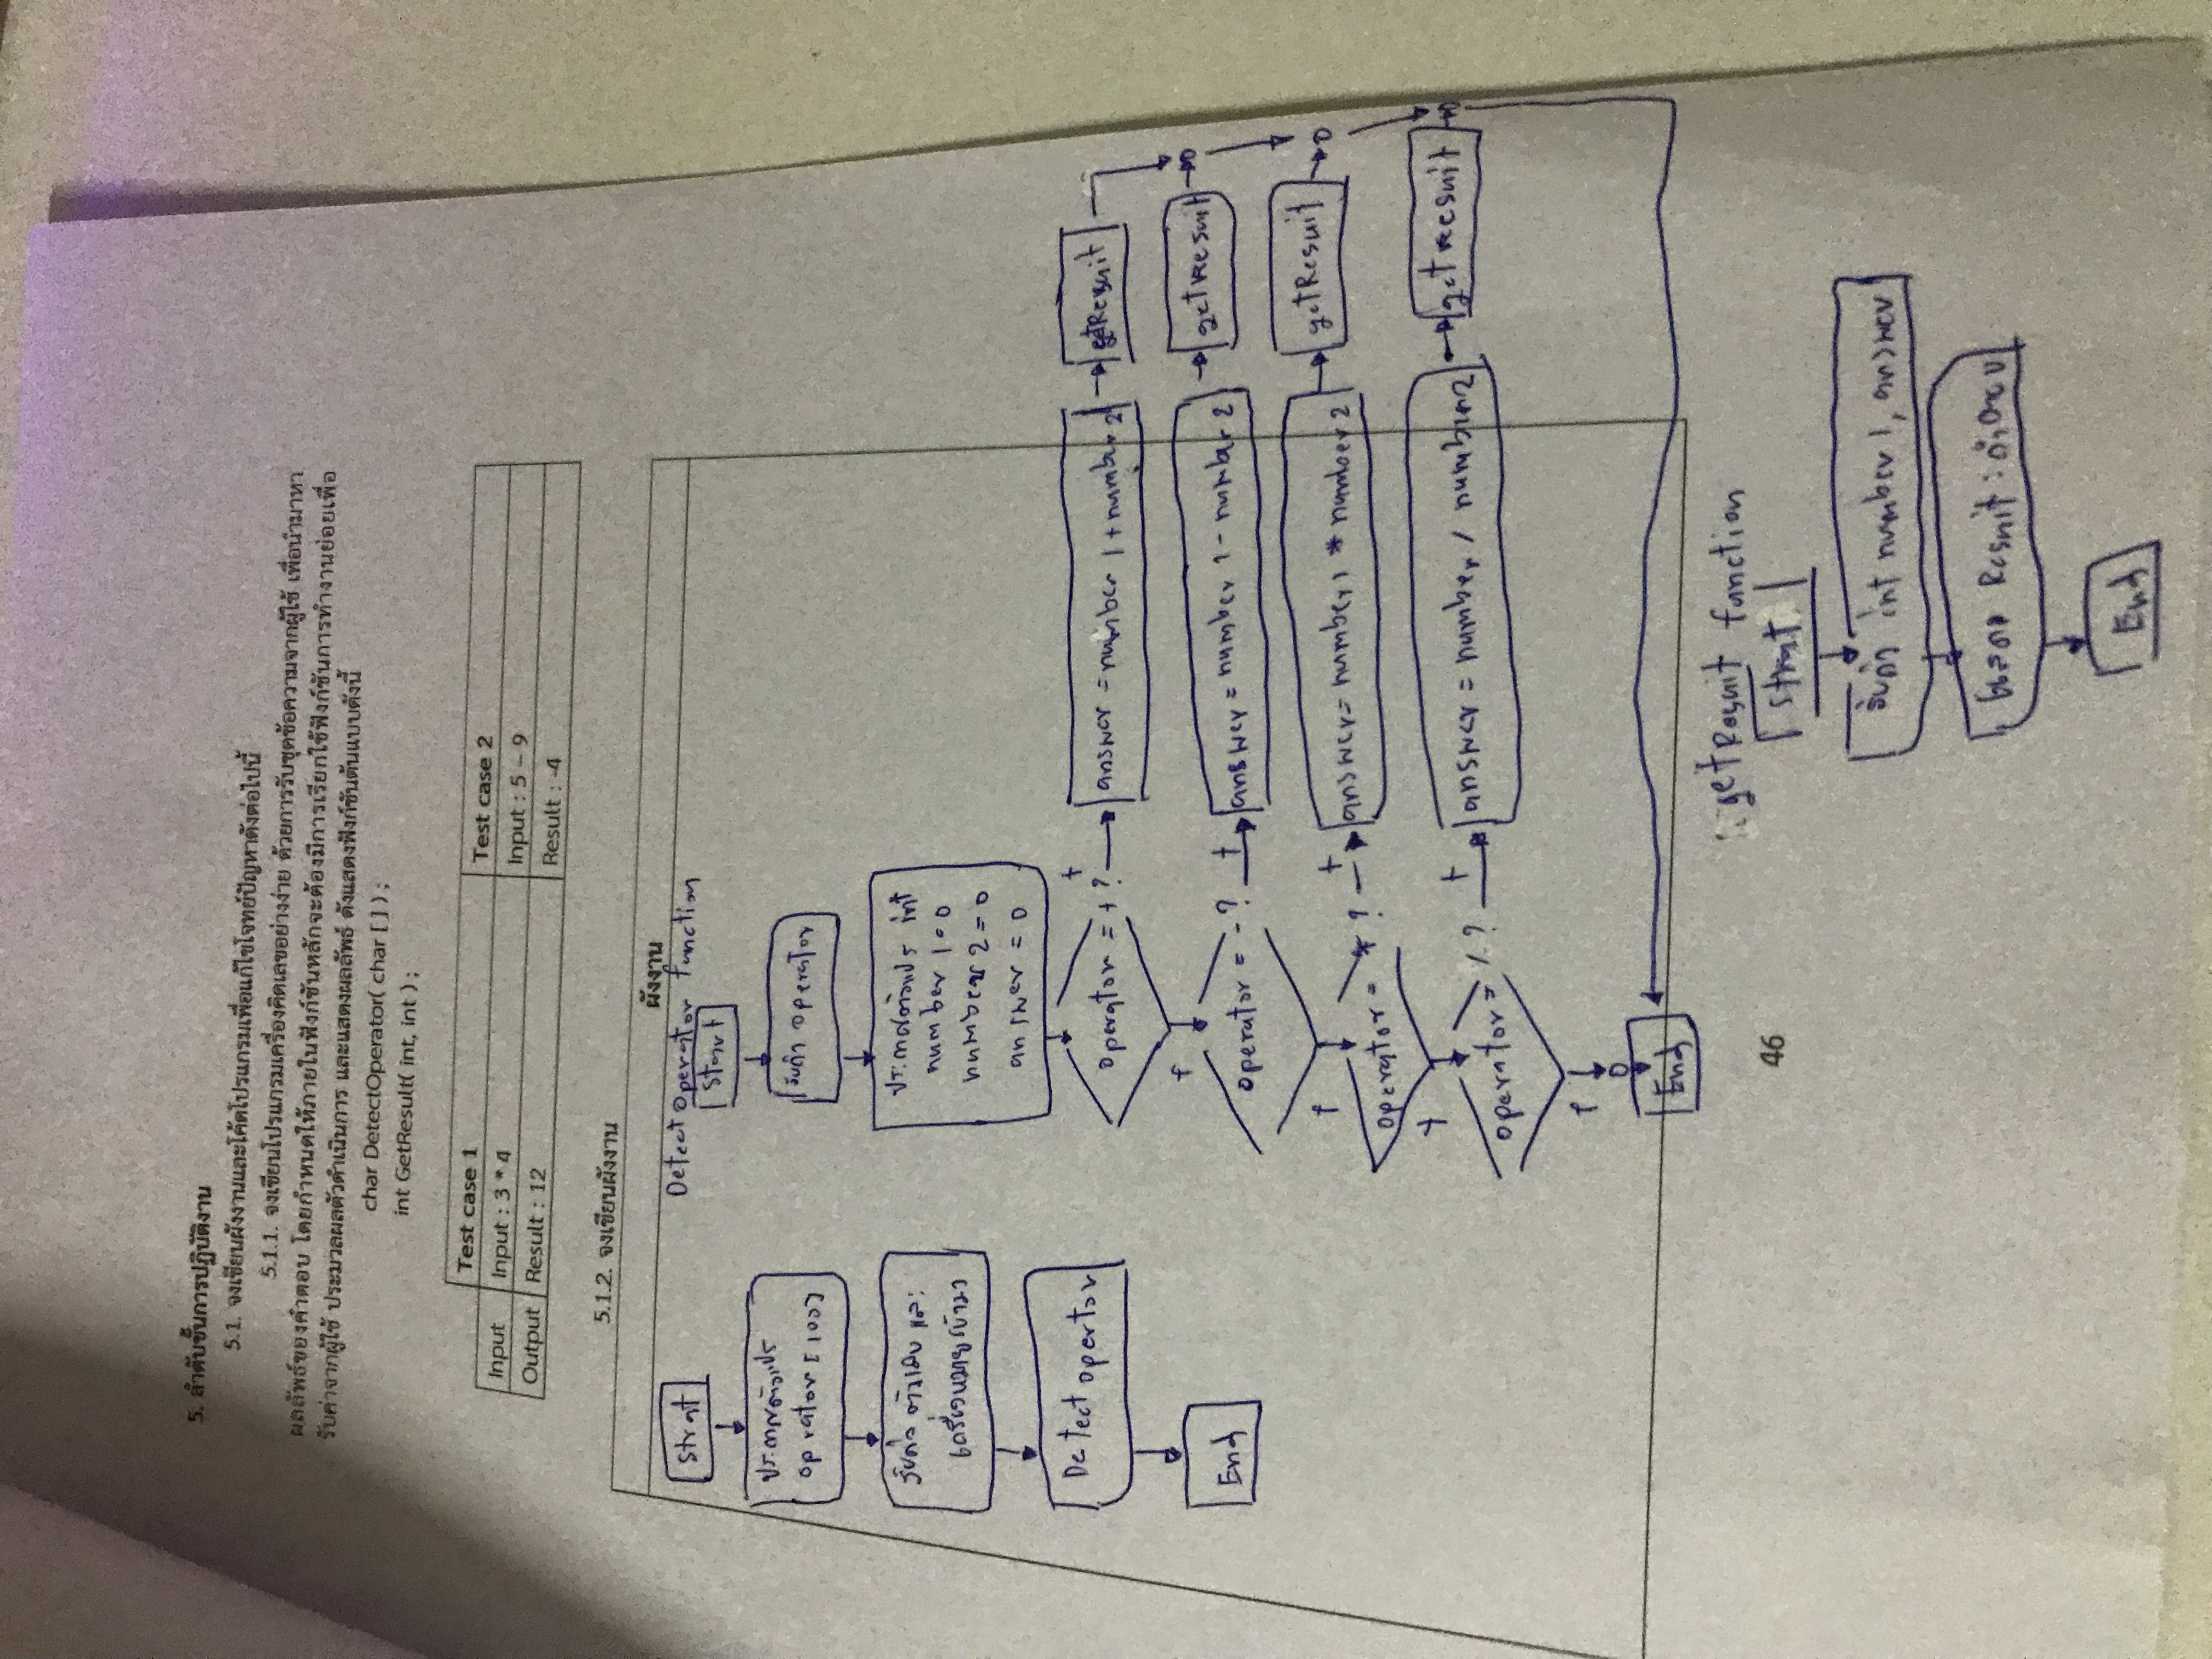 5. ลำดับขั้นการปฏิบัติงาน
5.1. จงเขียนผังงานและโค้ดโปรแกรมเพื่อแก้ไขโจทย์ปัญหาดังต่อไปนี้
5.1.1. จงเขียนโปรแกรมเครื่องคิดเลขอย่างง่าย ด้วยการรับชุดข้อความจากผู้ใช้ เพื่อนำมาหา
ผลลัพธ์ของคำตอบ โดยกำหนดให้ภายในฟังก์ชันหลักจะต้องมีการเรียกใช้ฟังก์ชันการทำงานย่อยเพื่อ
รับค่าจากผู้ใช้ ประมวลผลตัวดำเนินการ และแสดงผลลัพธ์ ดังแสดงฟังก์ชันต้นแบบดังนี้
char DetectOperator( char [ ] ) ;
int GetResult( int, int ) ;
Test case 1 Test case 2
Input Input : 3 * 4 Input : 5 – 9
Output Result : 12 Result : -4
5.1.2. จงเขียนผังงาน
ผังงาน
Strat
ประกาศตัวแปร
oprator [100]
รับค่า ตัวเลข และ
เครื่องหมายเข้ามา
Detect opertor
End
Detect operator function
Start
รับค่า operator
ประกาศตัวแปร int
number 1 = 0
number 2 = 0
answer = 0
operator = + ? t answer = number 1 + number 2 getResuit
f
operator = - ? t answer = number 1 - number 2 getResuit
f
operator = * ? t answer = number 1 * number 2 getResuit
f
operator = / ? t answer = number / number 2 getResuit
f
End
getResuit function
46
Strat
รับค่า int number 1, answer
แสดง Resuit : คำตอบ
End